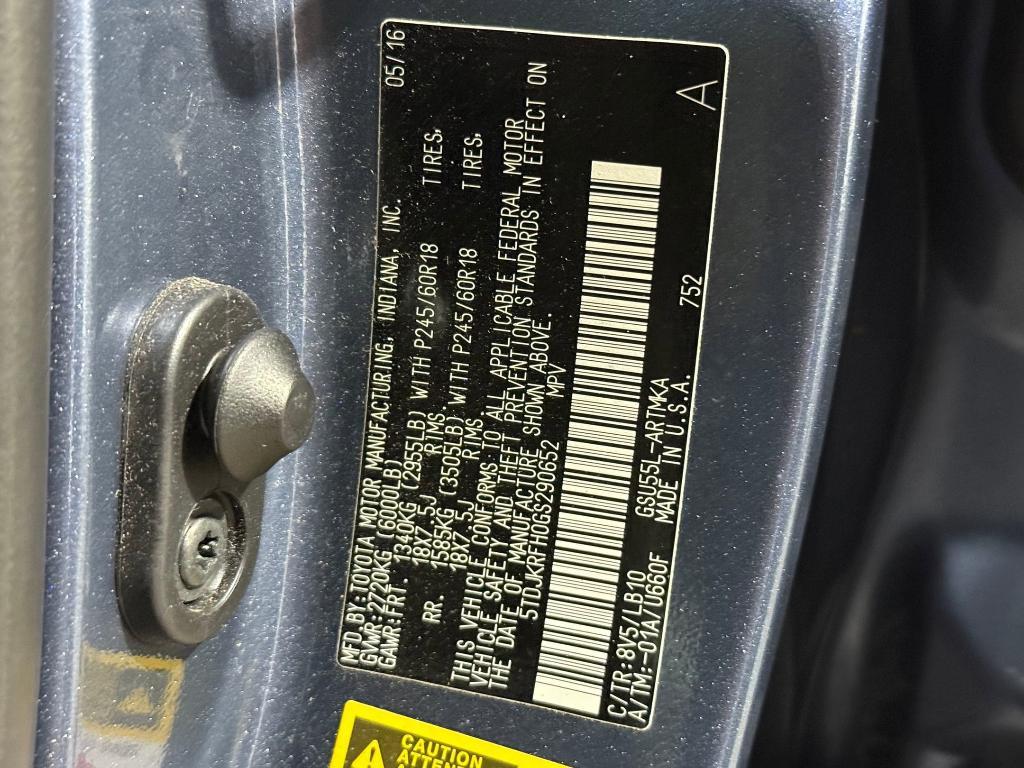 MFD BY:TOYOTA MOTOR MANUFACTURING, INDIANA, INC. 05/16
GVWR:2720KG (6000LB)
GAWR:FRT. 1340KG (2955LB) WITH P245/60R18 TIRES,
18X7.5J RIMS.
RR. 1585KG (3505LB) WITH P245/60R18 TIRES,
18X7.5J RIMS
THIS VEHICLE CONFORMS TO ALL APPLICABLE FEDERAL MOTOR
VEHICLE SAFETY AND THEFT PREVENTION STANDARDS IN EFFECT ON
THE DATE OF MANUFACTURE SHOWN ABOVE.
5TDJKRFH0GS290652 MPV
C/TR:8V5/LB10 GSU55L-ARTMKA 752
A/TM:-01A/U660F MADE IN U.S.A. A
CAUTION